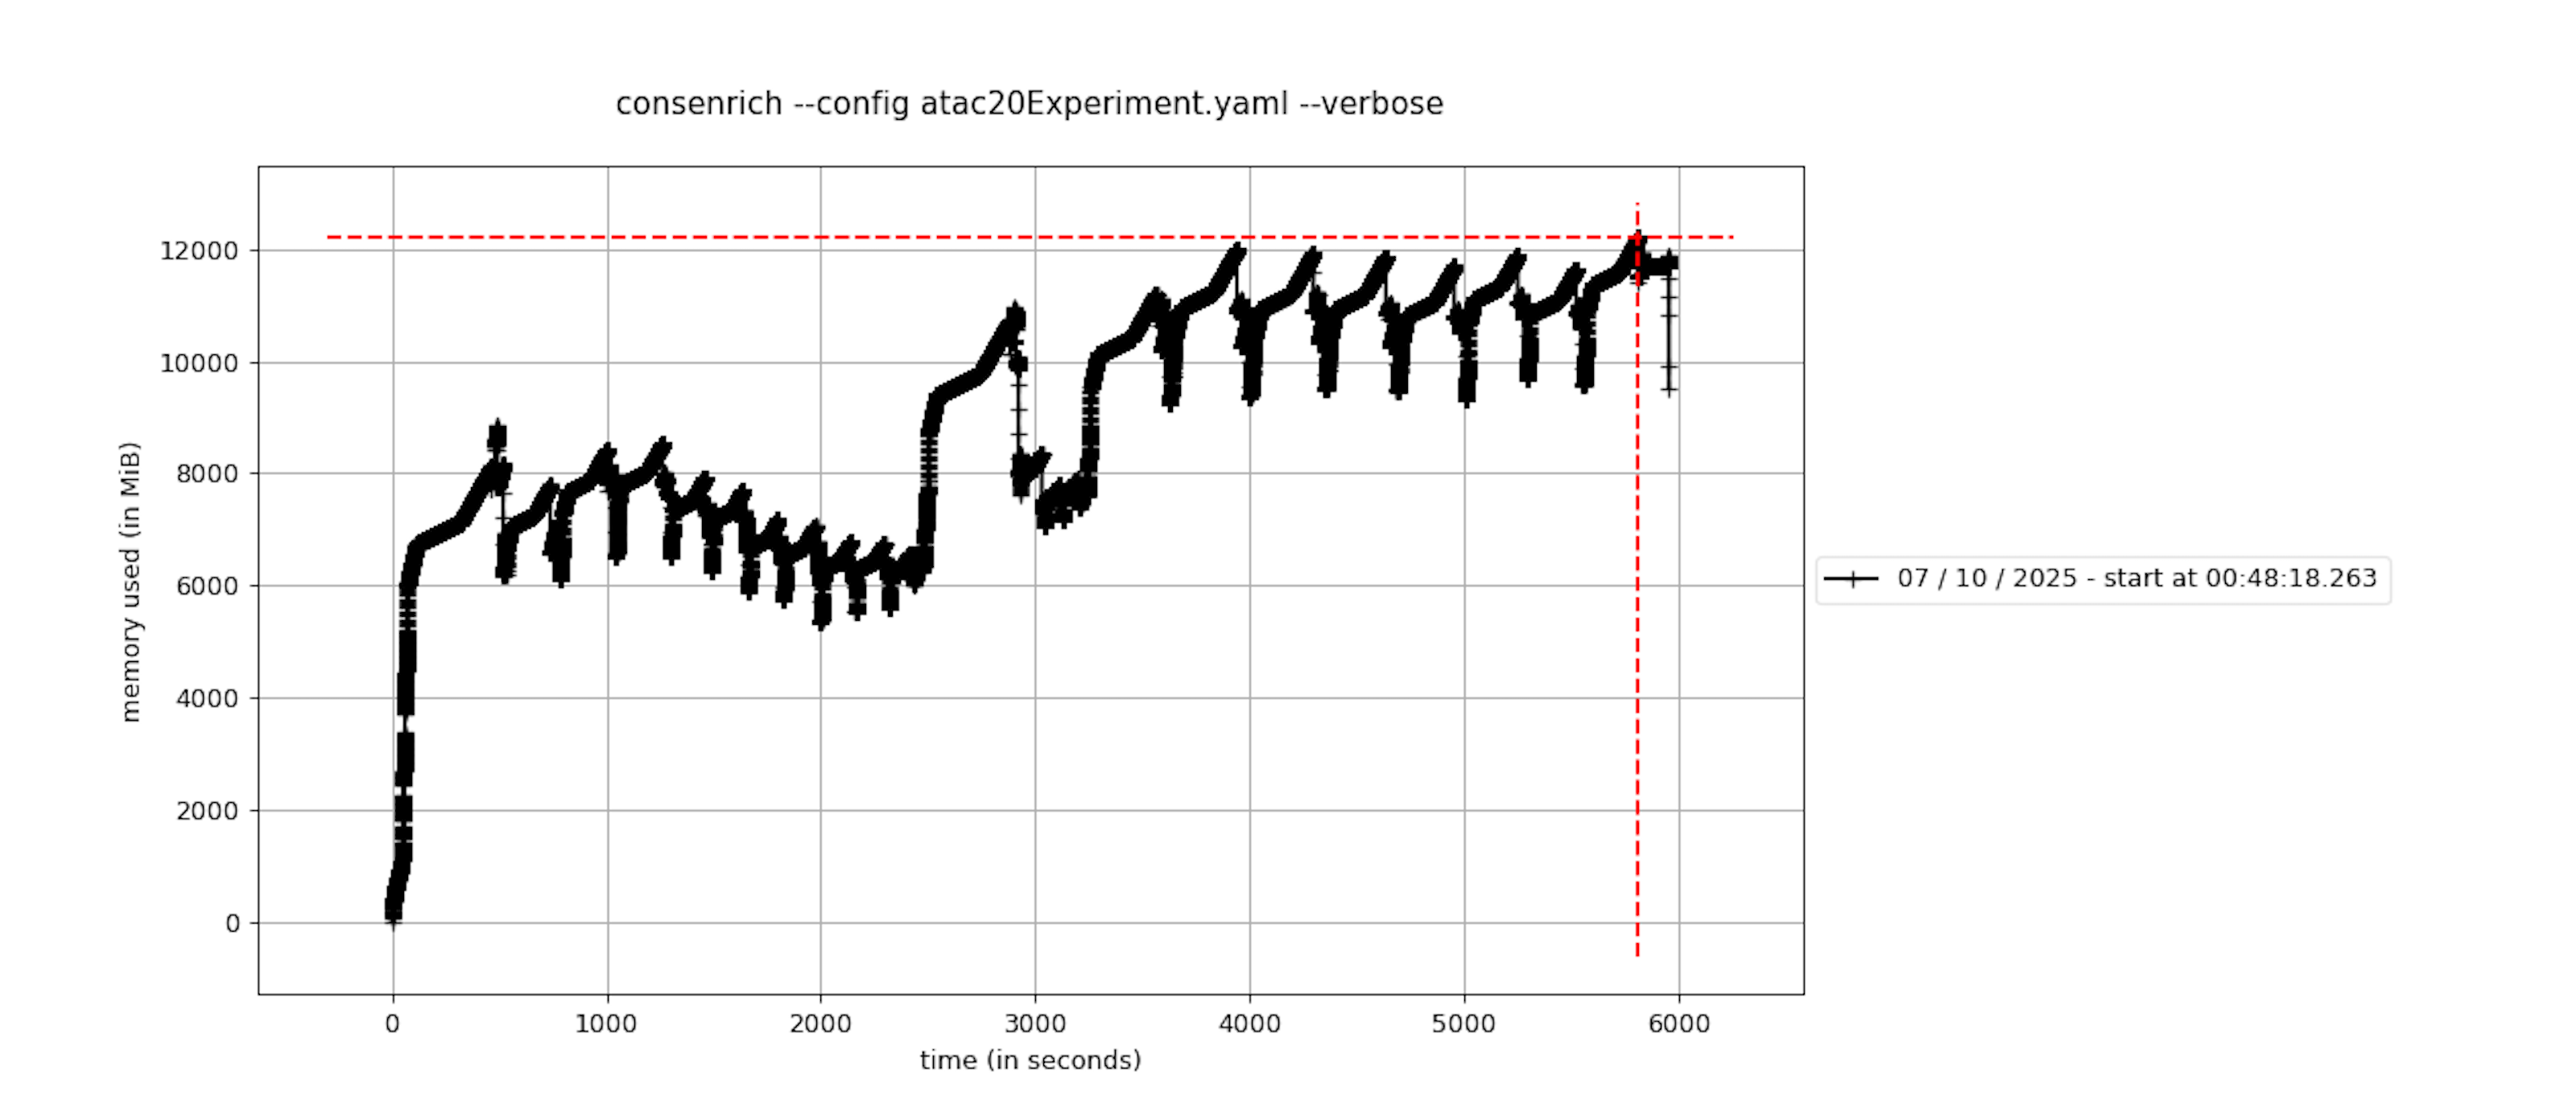 consenrich --config atac20Experiment.yaml --verbose
memory used (in MiB)
12000
10000
8000
6000
4000
2000
0
0 1000 2000 3000 4000 5000 6000
time (in seconds)
07 / 10 / 2025 - start at 00:48:18.263